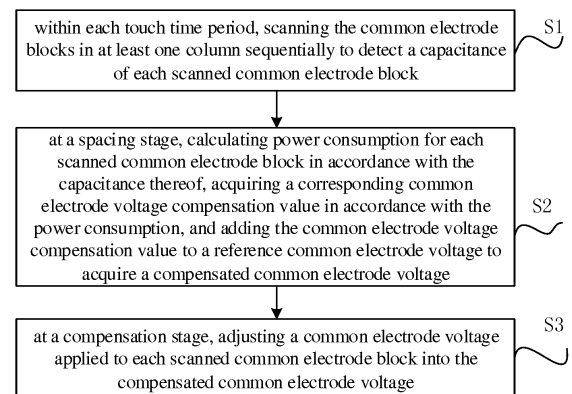 within each touch time period, scanning the common electrode
blocks in at least one column sequentially to detect a capacitance
of each scanned common electrode block
S1
at a spacing stage, calculating power consumption for each
scanned common electrode block in accordance with the
capacitance thereof, acquiring a corresponding common
electrode voltage compensation value in accordance with the
power consumption, and adding the common electrode voltage
compensation value to a reference common electrode voltage to
acquire a compensated common electrode voltage
S2
at a compensation stage, adjusting a common electrode voltage
applied to each scanned common electrode block into the
compensated common electrode voltage
S3